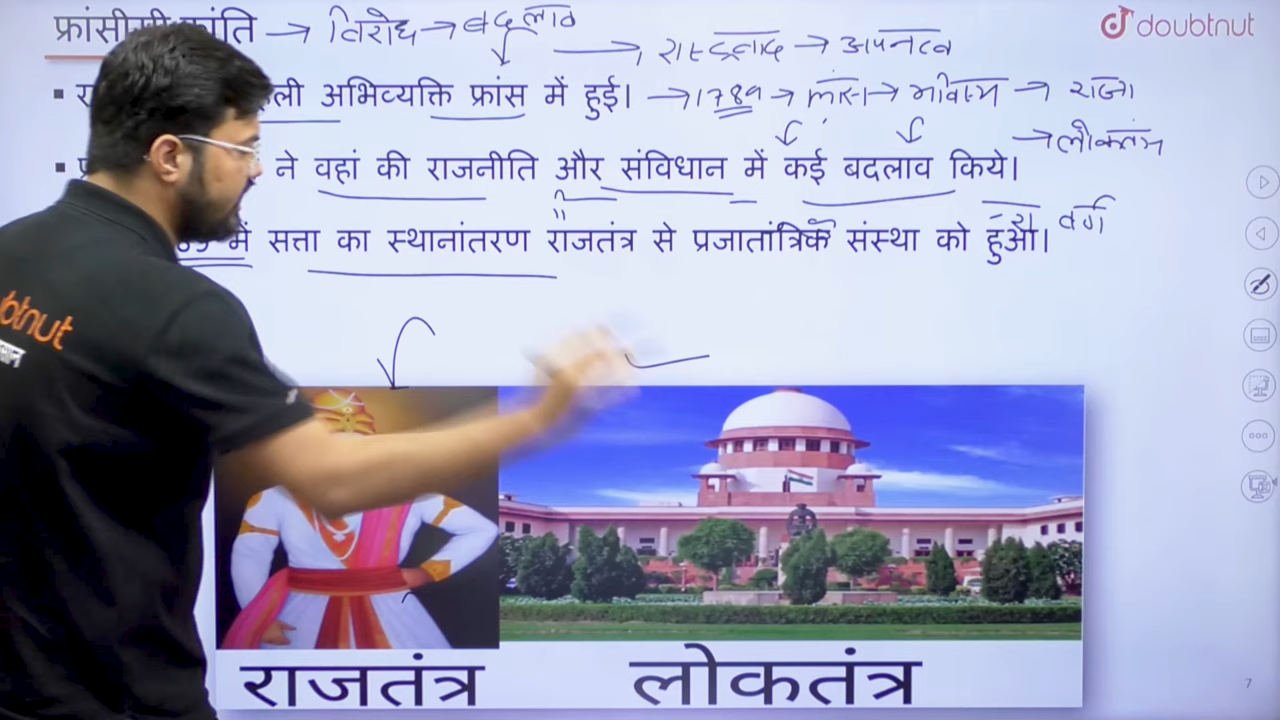 फ्रांसीसी क्रांति → विरोध → बदलाव
→ राष्ट्रवाद → अपनत्व
doubtnut
ली अभिव्यक्ति फ्रांस में हुई। → 1789 → → → राजा
→ लोकतंत्र
ने वहां की राजनीति और संविधान में कई बदलाव किये।
में सत्ता का स्थानांतरण राजतंत्र से प्रजातांत्रिक संस्था को हुआ।
वर्ग
btnut
राजतंत्र
लोकतंत्र
7